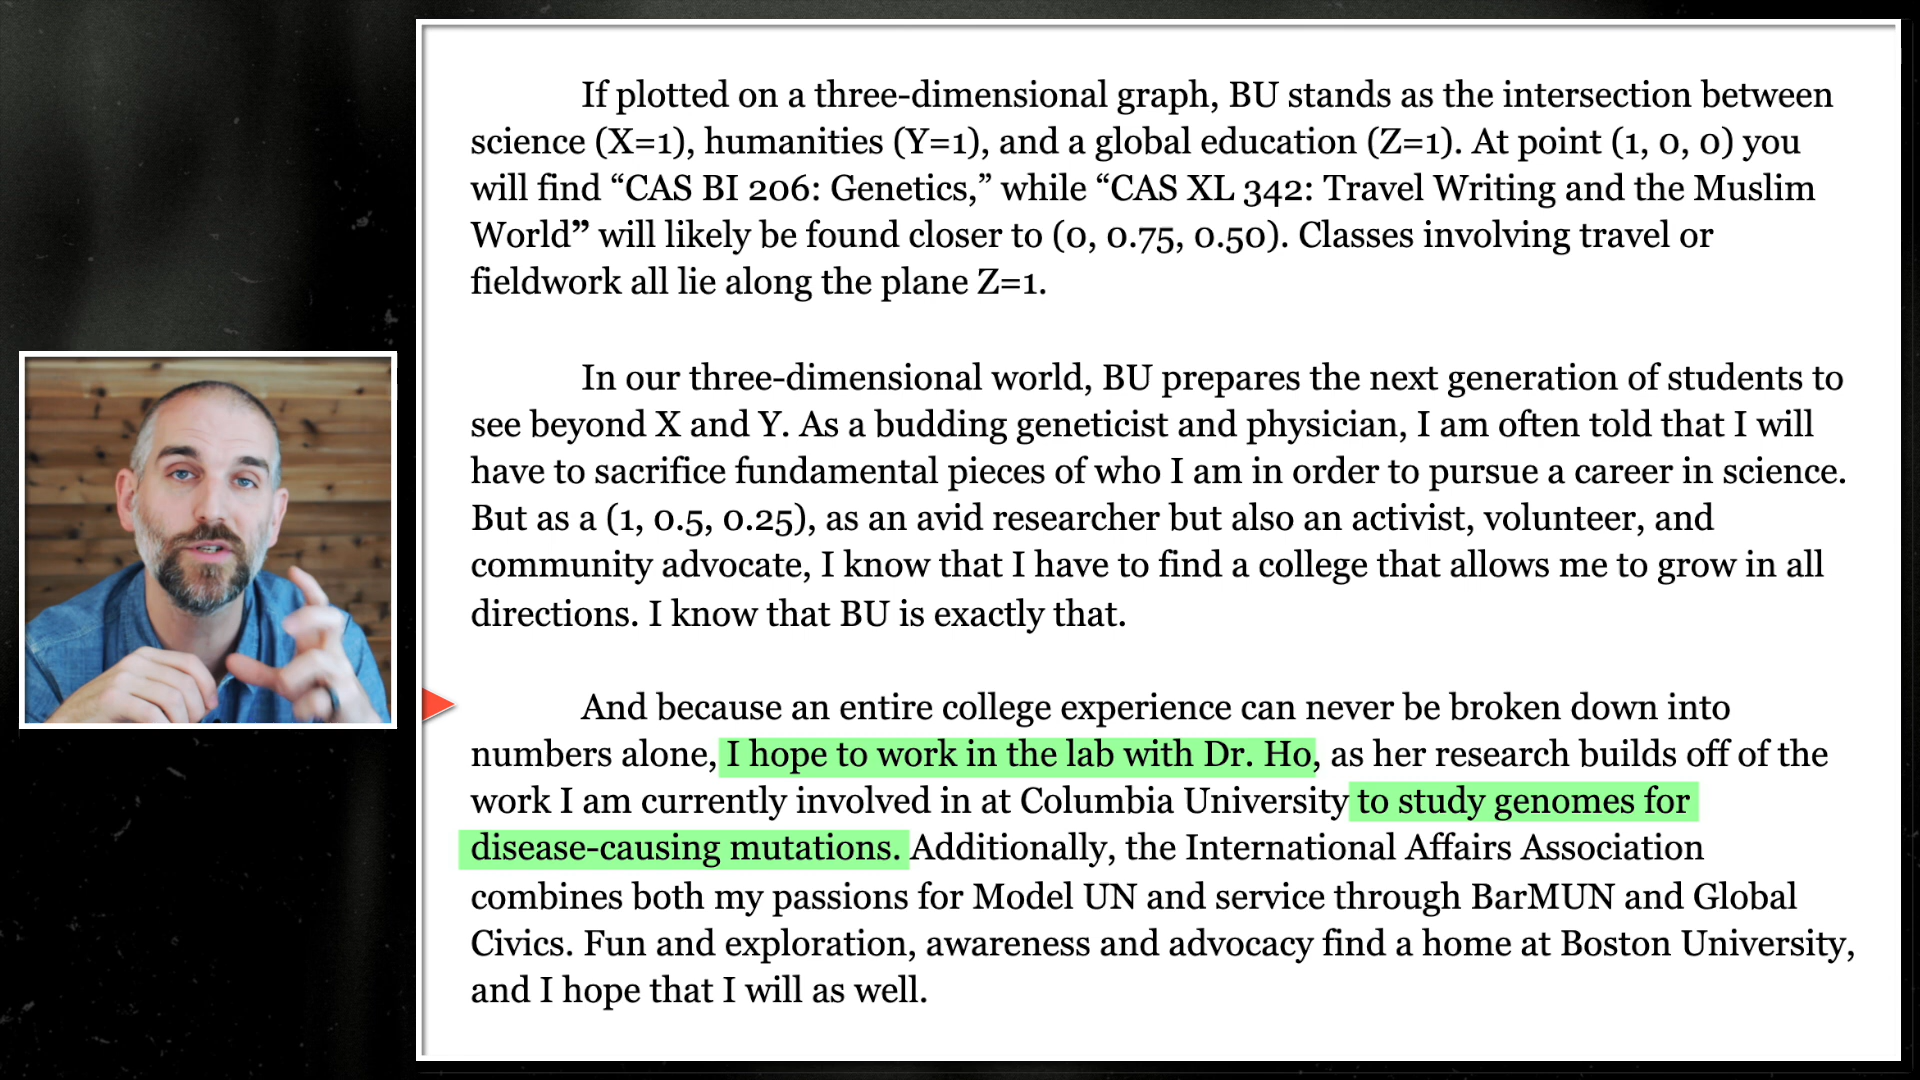 If plotted on a three-dimensional graph, BU stands as the intersection between
science (X=1), humanities (Y=1), and a global education (Z=1). At point (1, 0, 0) you
will find “CAS BI 206: Genetics,” while “CAS XL 342: Travel Writing and the Muslim
World” will likely be found closer to (0, 0.75, 0.50). Classes involving travel or
fieldwork all lie along the plane Z=1.
In our three-dimensional world, BU prepares the next generation of students to
see beyond X and Y. As a budding geneticist and physician, I am often told that I will
have to sacrifice fundamental pieces of who I am in order to pursue a career in science.
But as a (1, 0.5, 0.25), as an avid researcher but also an activist, volunteer, and
community advocate, I know that I have to find a college that allows me to grow in all
directions. I know that BU is exactly that.
And because an entire college experience can never be broken down into
numbers alone, I hope to work in the lab with Dr. Ho, as her research builds off of the
work I am currently involved in at Columbia University to study genomes for
disease-causing mutations. Additionally, the International Affairs Association
combines both my passions for Model UN and service through BarMUN and Global
Civics. Fun and exploration, awareness and advocacy find a home at Boston University,
and I hope that I will as well.